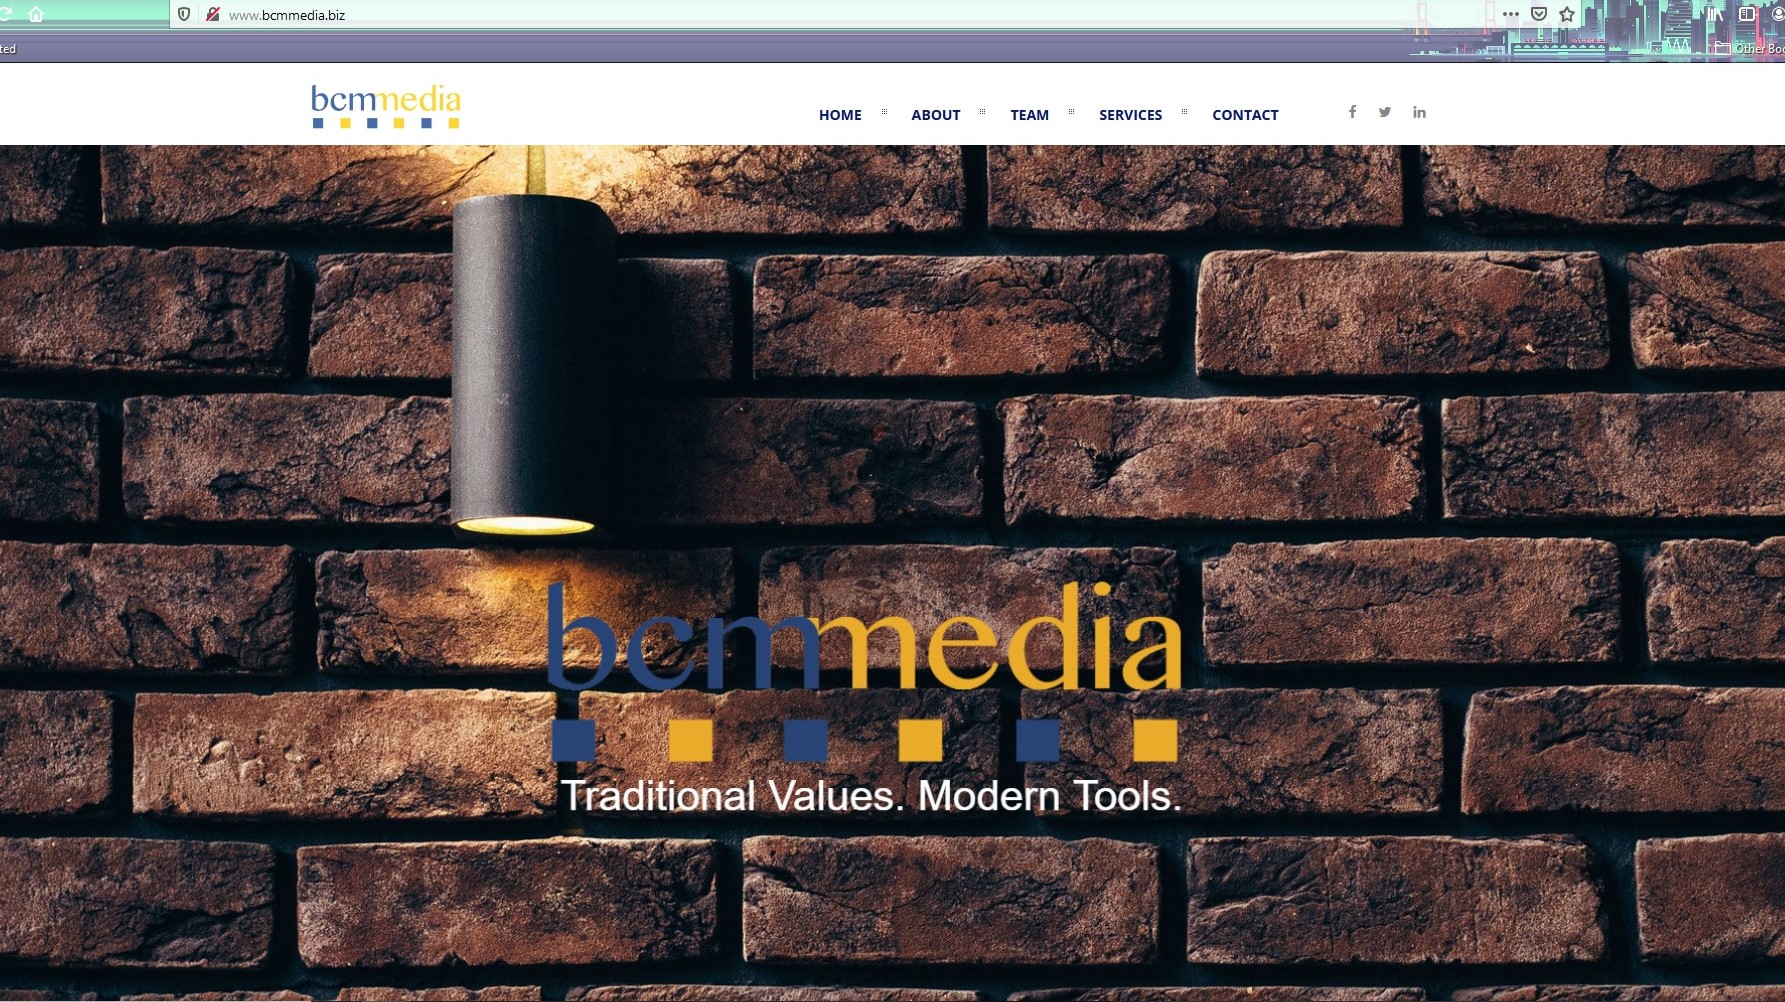 www.bcmmedia.biz
ted
Other Boo
bcmmedia
HOME ABOUT TEAM SERVICES CONTACT
bcmmedia
Traditional Values. Modern Tools.